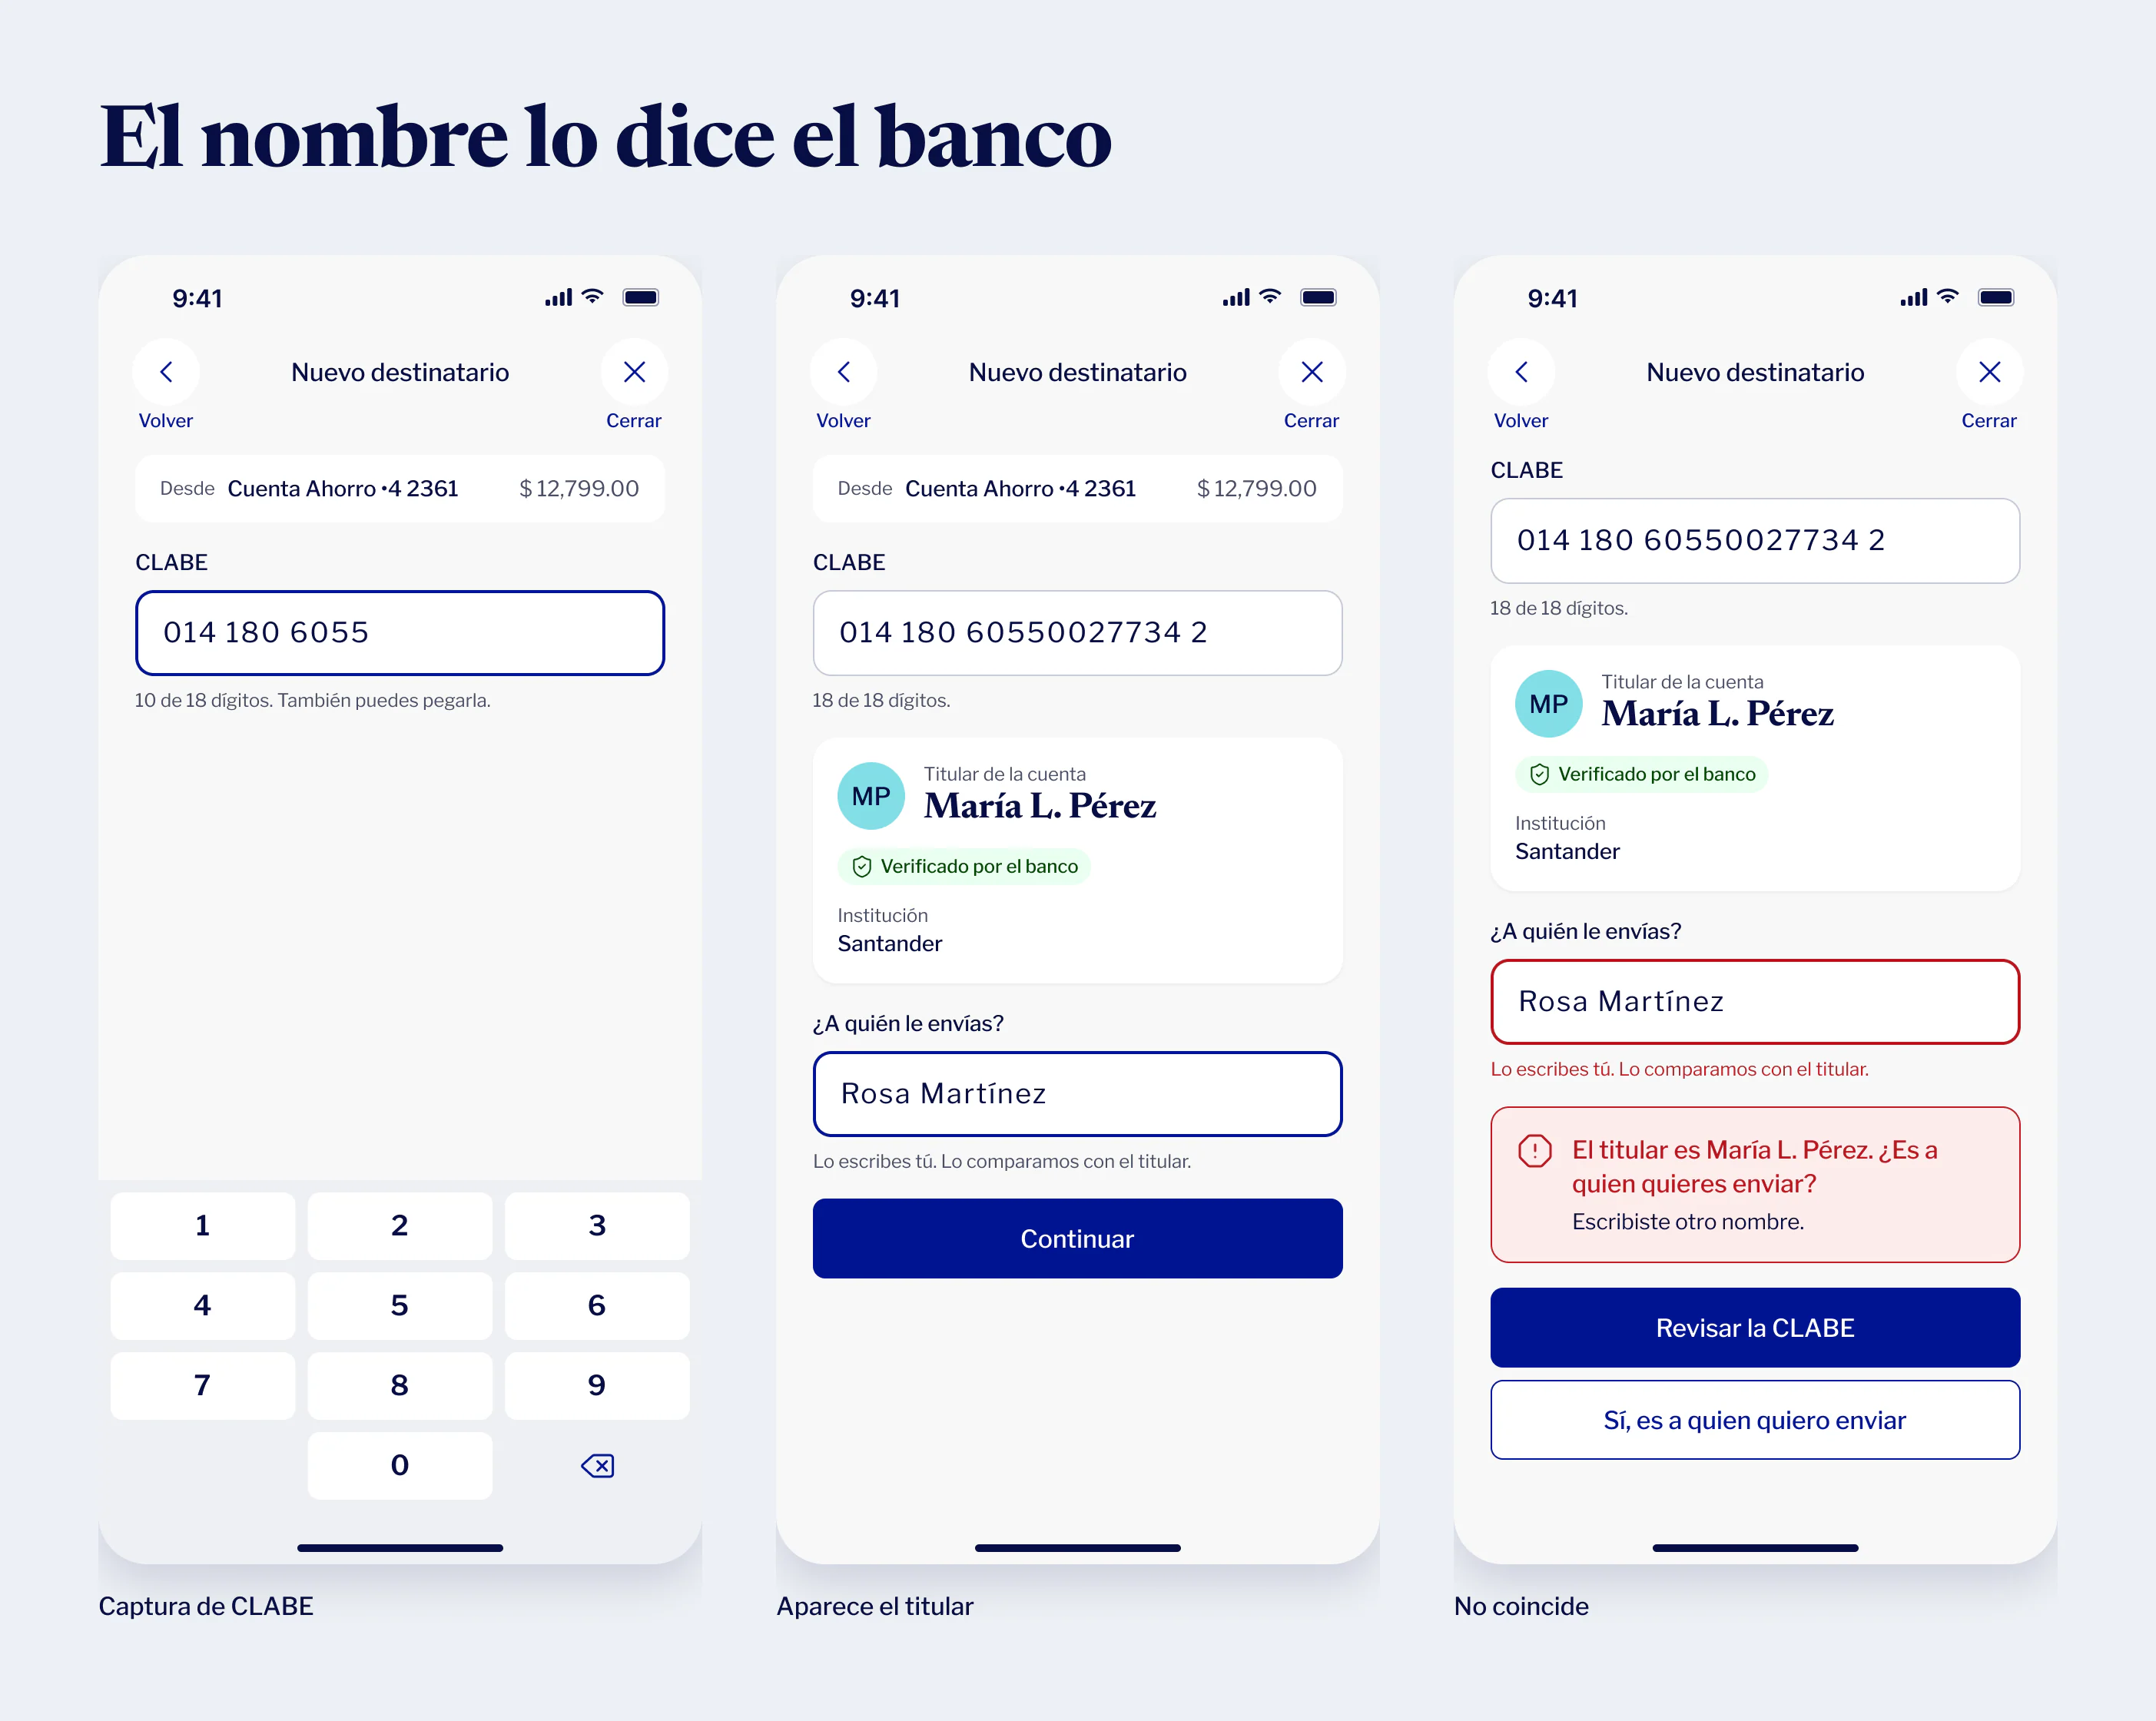 El nombre lo dice el banco
9:41
Nuevo destinatario
Volver
Cerrar
Desde Cuenta Ahorro •4 2361 $ 12,799.00
CLABE
014 180 6055
10 de 18 dígitos. También puedes pegarla.
1 2 3
4 5 6
7 8 9
0
Captura de CLABE
9:41
Nuevo destinatario
Volver
Cerrar
Desde Cuenta Ahorro •4 2361 $ 12,799.00
CLABE
014 180 60550027734 2
18 de 18 dígitos.
MP
Titular de la cuenta
María L. Pérez
Verificado por el banco
Institución
Santander
¿A quién le envías?
Rosa Martínez
Lo escribes tú. Lo comparamos con el titular.
Continuar
Aparece el titular
9:41
Nuevo destinatario
Volver
Cerrar
CLABE
014 180 60550027734 2
18 de 18 dígitos.
MP
Titular de la cuenta
María L. Pérez
Verificado por el banco
Institución
Santander
¿A quién le envías?
Rosa Martínez
Lo escribes tú. Lo comparamos con el titular.
El titular es María L. Pérez. ¿Es a
quien quieres enviar?
Escribiste otro nombre.
Revisar la CLABE
Sí, es a quien quiero enviar
No coincide